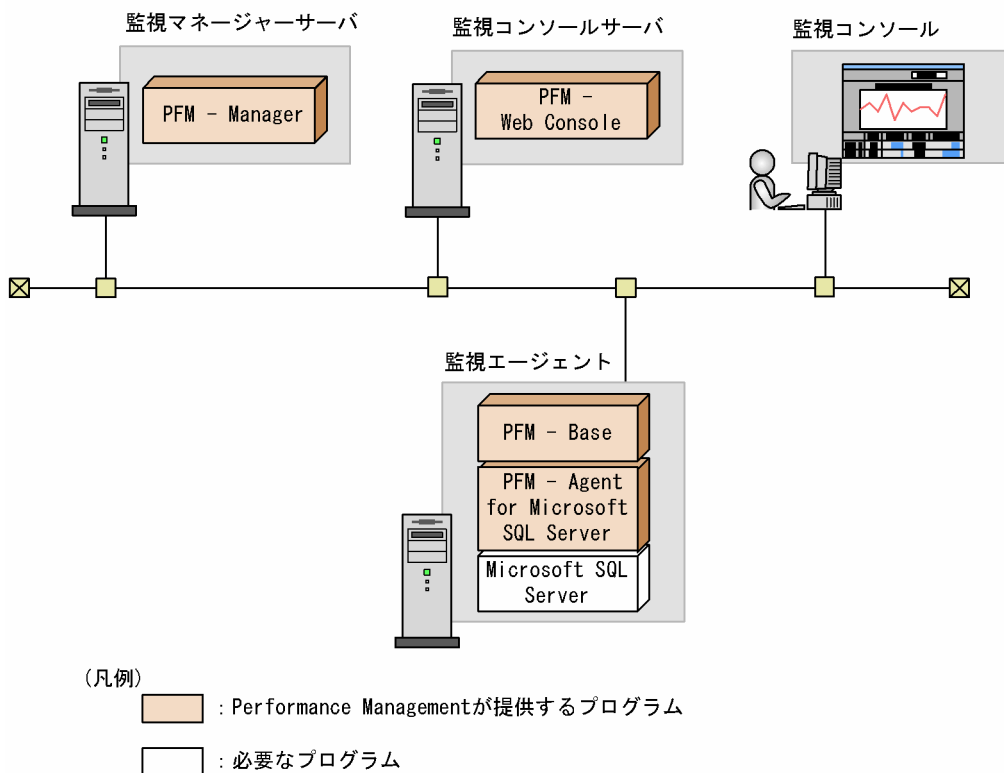 監視マネージャーサーバ
監視コンソールサーバ
監視コンソール
PFM - Manager
PFM -
Web Console
監視エージェント
PFM - Base
PFM - Agent
for Microsoft
SQL Server
Microsoft SQL
Server
(凡例)
：Performance Managementが提供するプログラム
：必要なプログラム